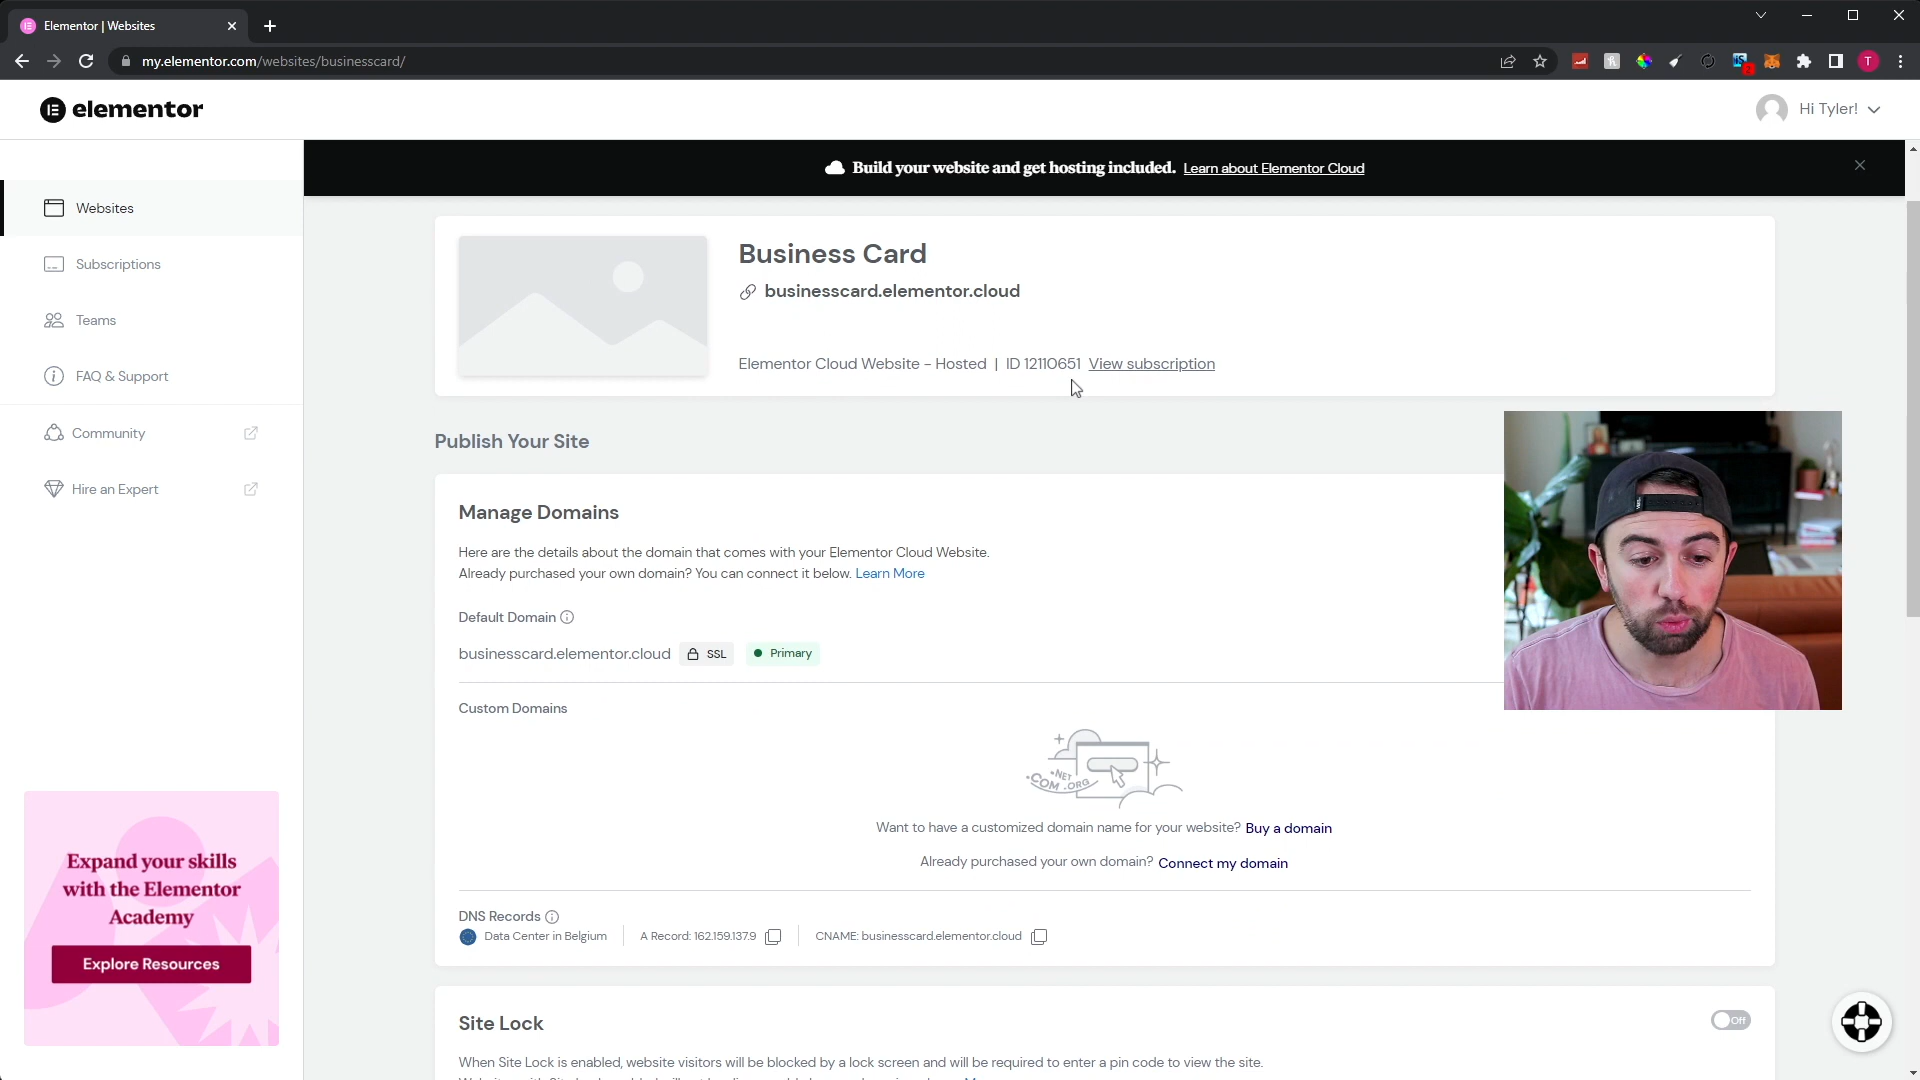 Elementor | Websites
my.elementor.com/websites/businesscard/
T
elementor
Hi Tyler!
Build your website and get hosting included. Learn about Elementor Cloud
Websites
Subscriptions
Teams
FAQ & Support
Community
Hire an Expert
Expand your skills
with the Elementor
Academy
Explore Resources
Business Card
businesscard.elementor.cloud
Elementor Cloud Website - Hosted | ID 12110651 View subscription
Publish Your Site
Manage Domains
Here are the details about the domain that comes with your Elementor Cloud Website.
Already purchased your own domain? You can connect it below. Learn More
Default Domain
businesscard.elementor.cloud SSL Primary
Custom Domains
.NET
.COM .ORG
Want to have a customized domain name for your website? Buy a domain
Already purchased your own domain? Connect my domain
DNS Records
Data Center in Belgium A Record: 162.159.137.9 CNAME: businesscard.elementor.cloud
Site Lock
Off
When Site Lock is enabled, website visitors will be blocked by a lock screen and will be required to enter a pin code to view the site.